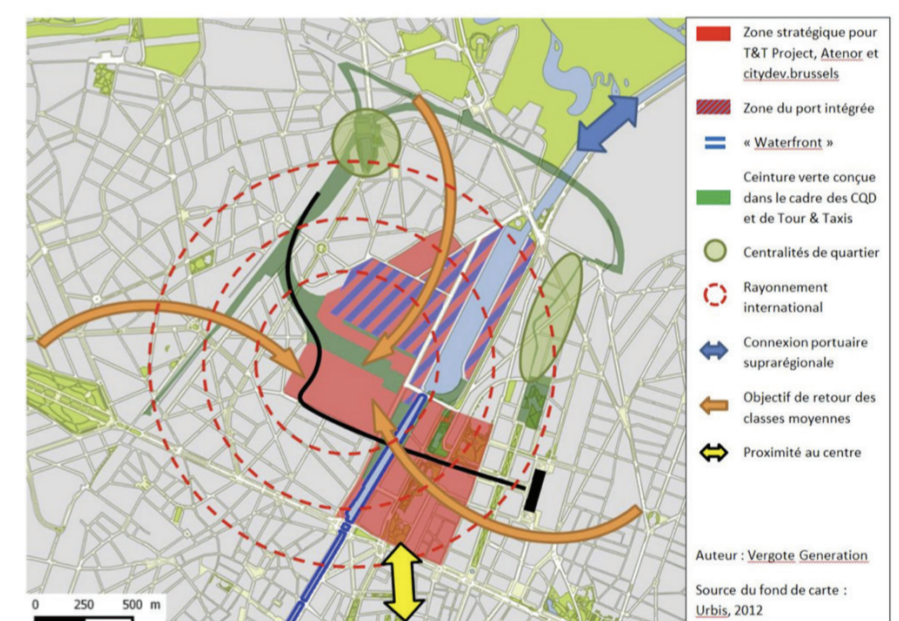 Zone stratégique pour
T&T Project, Atenor et
citydev.brussels
Zone du port intégrée
« Waterfront »
Ceinture verte conçue
dans le cadre des CQD
et de Tour & Taxis
Centralités de quartier
Rayonnement
international
Connexion portuaire
suprarégionale
Objectif de retour des
classes moyennes
Proximité au centre
Auteur : Vergote Generation
Source du fond de carte :
Urbis, 2012
0 250 500 m